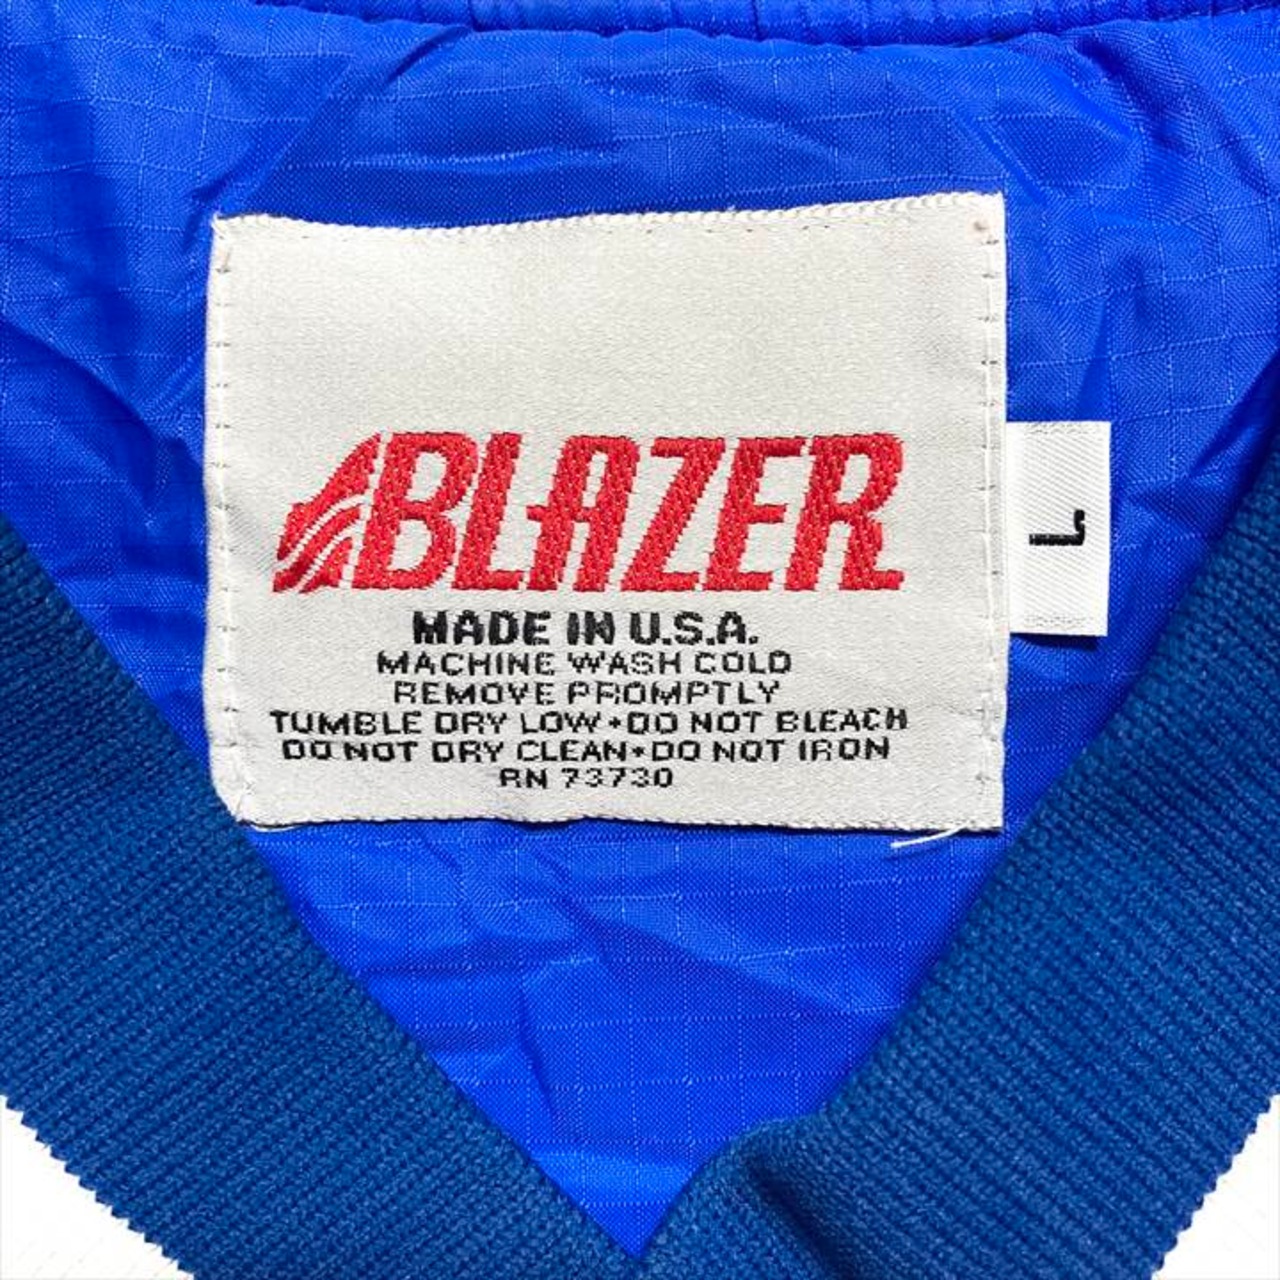 BLAZER
L
MADE IN U.S.A.
MACHINE WASH COLD
REMOVE PROMPTLY
TUMBLE DRY LOW•DO NOT BLEACH
DO NOT DRY CLEAN•DO NOT IRON
RN 73730